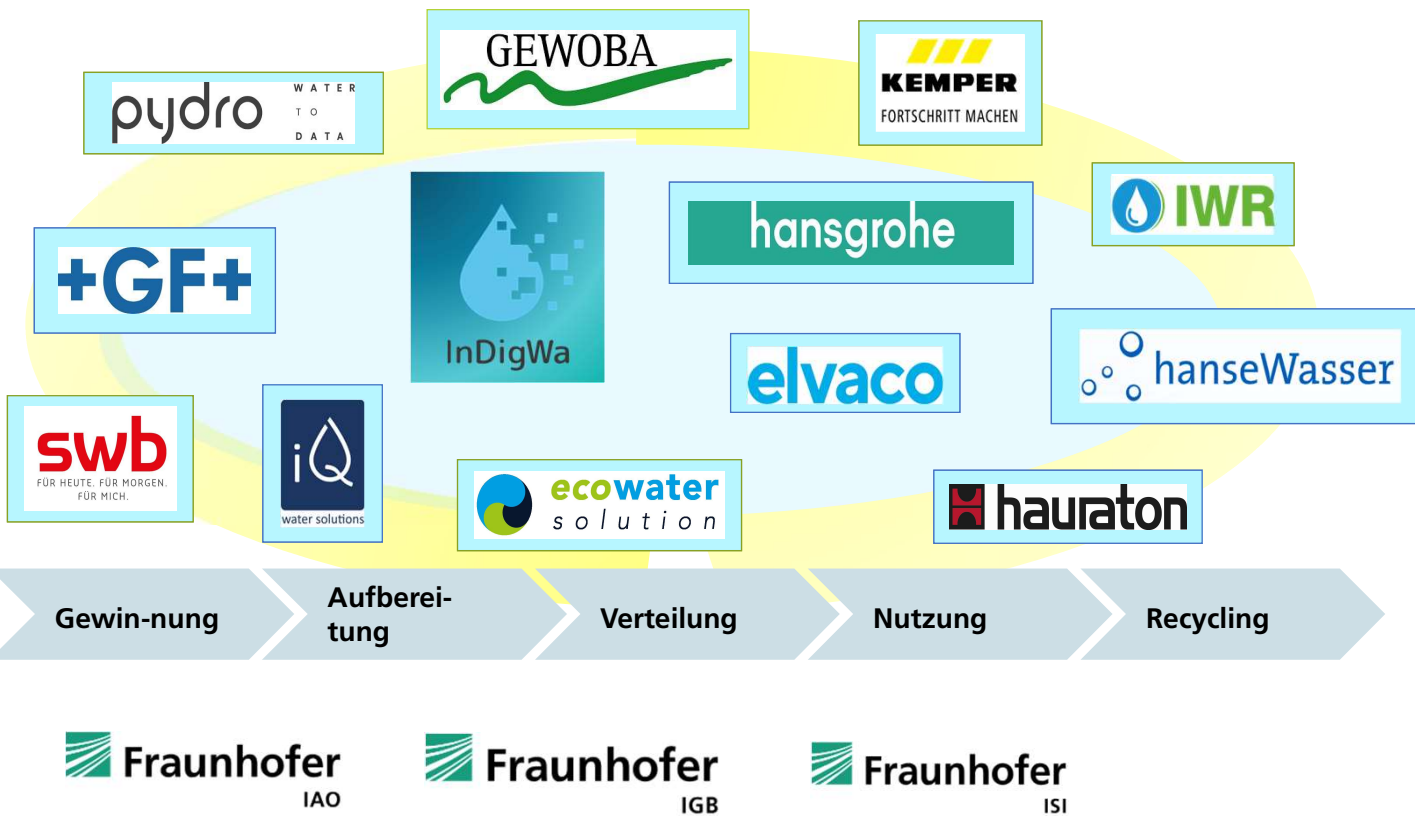 GEWOBA
KEMPER
FORTSCHRITT MACHEN
pydro
WATER
TO
DATA
IWR
hansgrohe
+GF+
InDigWa
elvaco
hanseWasser
swb
FÜR HEUTE. FÜR MORGEN.
FÜR MICH.
iQ
water solutions
ecowater
solution
hauraton
Gewin-nung
Aufberei-
tung
Verteilung
Nutzung
Recycling
Fraunhofer
IAO
Fraunhofer
IGB
Fraunhofer
ISI